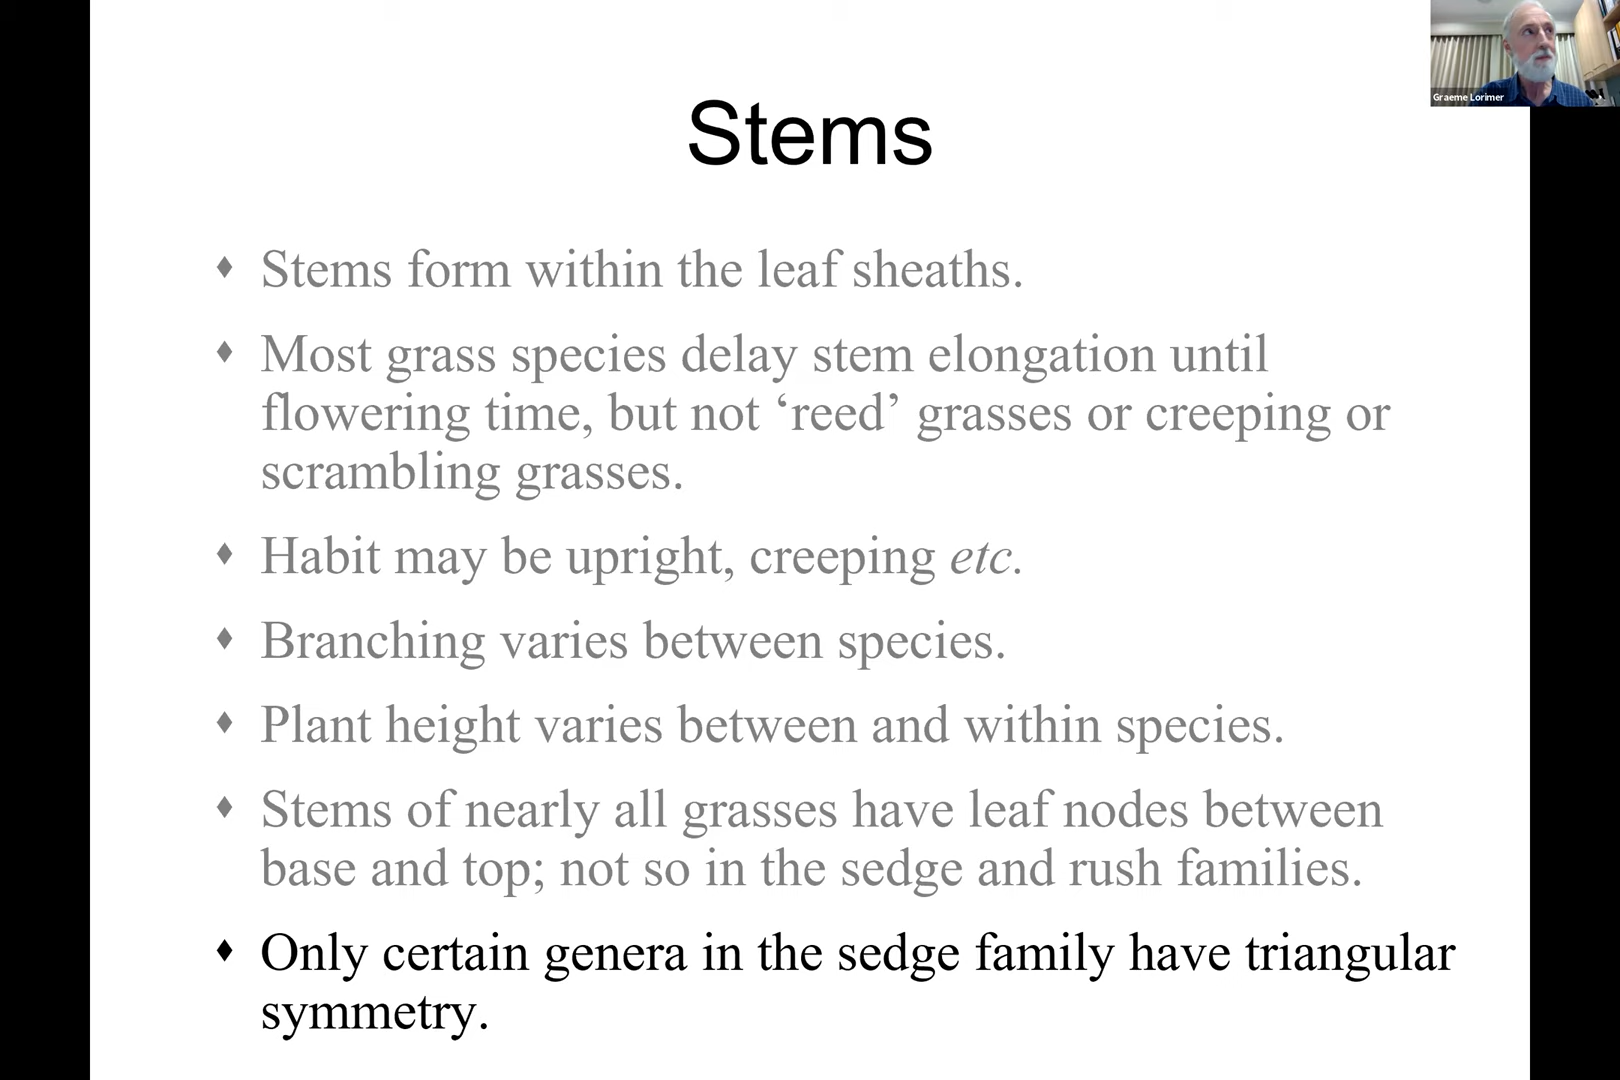 Graeme Lorimer
Stems
♦ Stems form within the leaf sheaths.
♦ Most grass species delay stem elongation until
flowering time, but not ‘reed’ grasses or creeping or
scrambling grasses.
♦ Habit may be upright, creeping etc.
♦ Branching varies between species.
♦ Plant height varies between and within species.
♦ Stems of nearly all grasses have leaf nodes between
base and top; not so in the sedge and rush families.
♦ Only certain genera in the sedge family have triangular
symmetry.